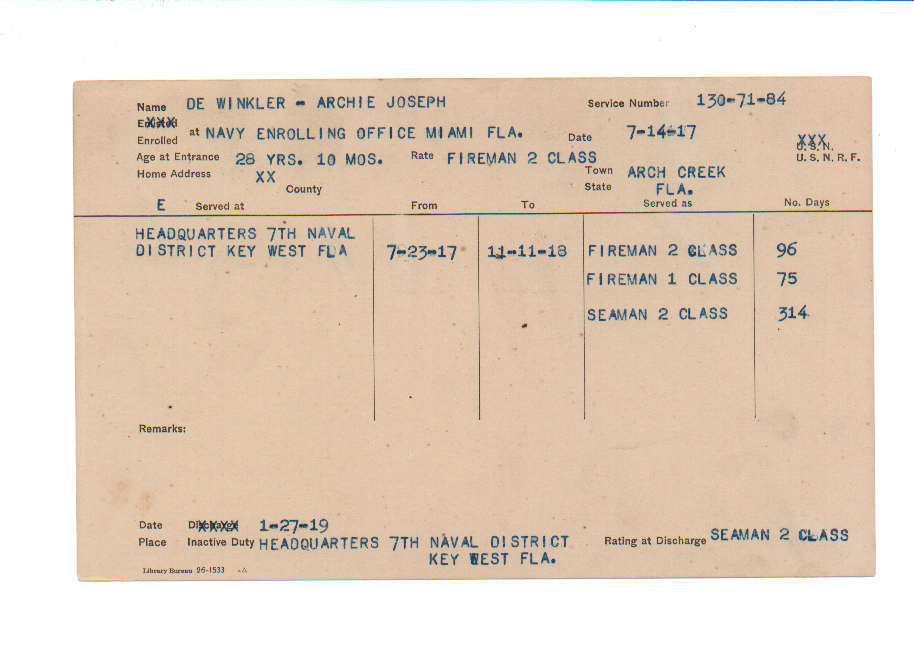 Name DE WINKLER - ARCHIE JOSEPH Service Number 130-71-84
Enlisted
Enrolled at NAVY ENROLLING OFFICE MIAMI FLA. Date 7-14-17 U.S.N.
Age at Entrance 28 YRS. 10 MOS. Rate FIREMAN 2 CLASS U. S. N. R. F.
Home Address XX County Town ARCH CREEK
State FLA.
E Served at From To Served as No. Days
HEADQUARTERS 7TH NAVAL
DISTRICT KEY WEST FLA 7-23-17 11-11-18 FIREMAN 2 CLASS 96
FIREMAN 1 CLASS 75
SEAMAN 2 CLASS 314
Remarks:
Date Discharge 1-27-19
Place Inactive Duty HEADQUARTERS 7TH NAVAL DISTRICT Rating at Discharge SEAMAN 2 CLASS
KEY WEST FLA.
Library Bureau 26-1533